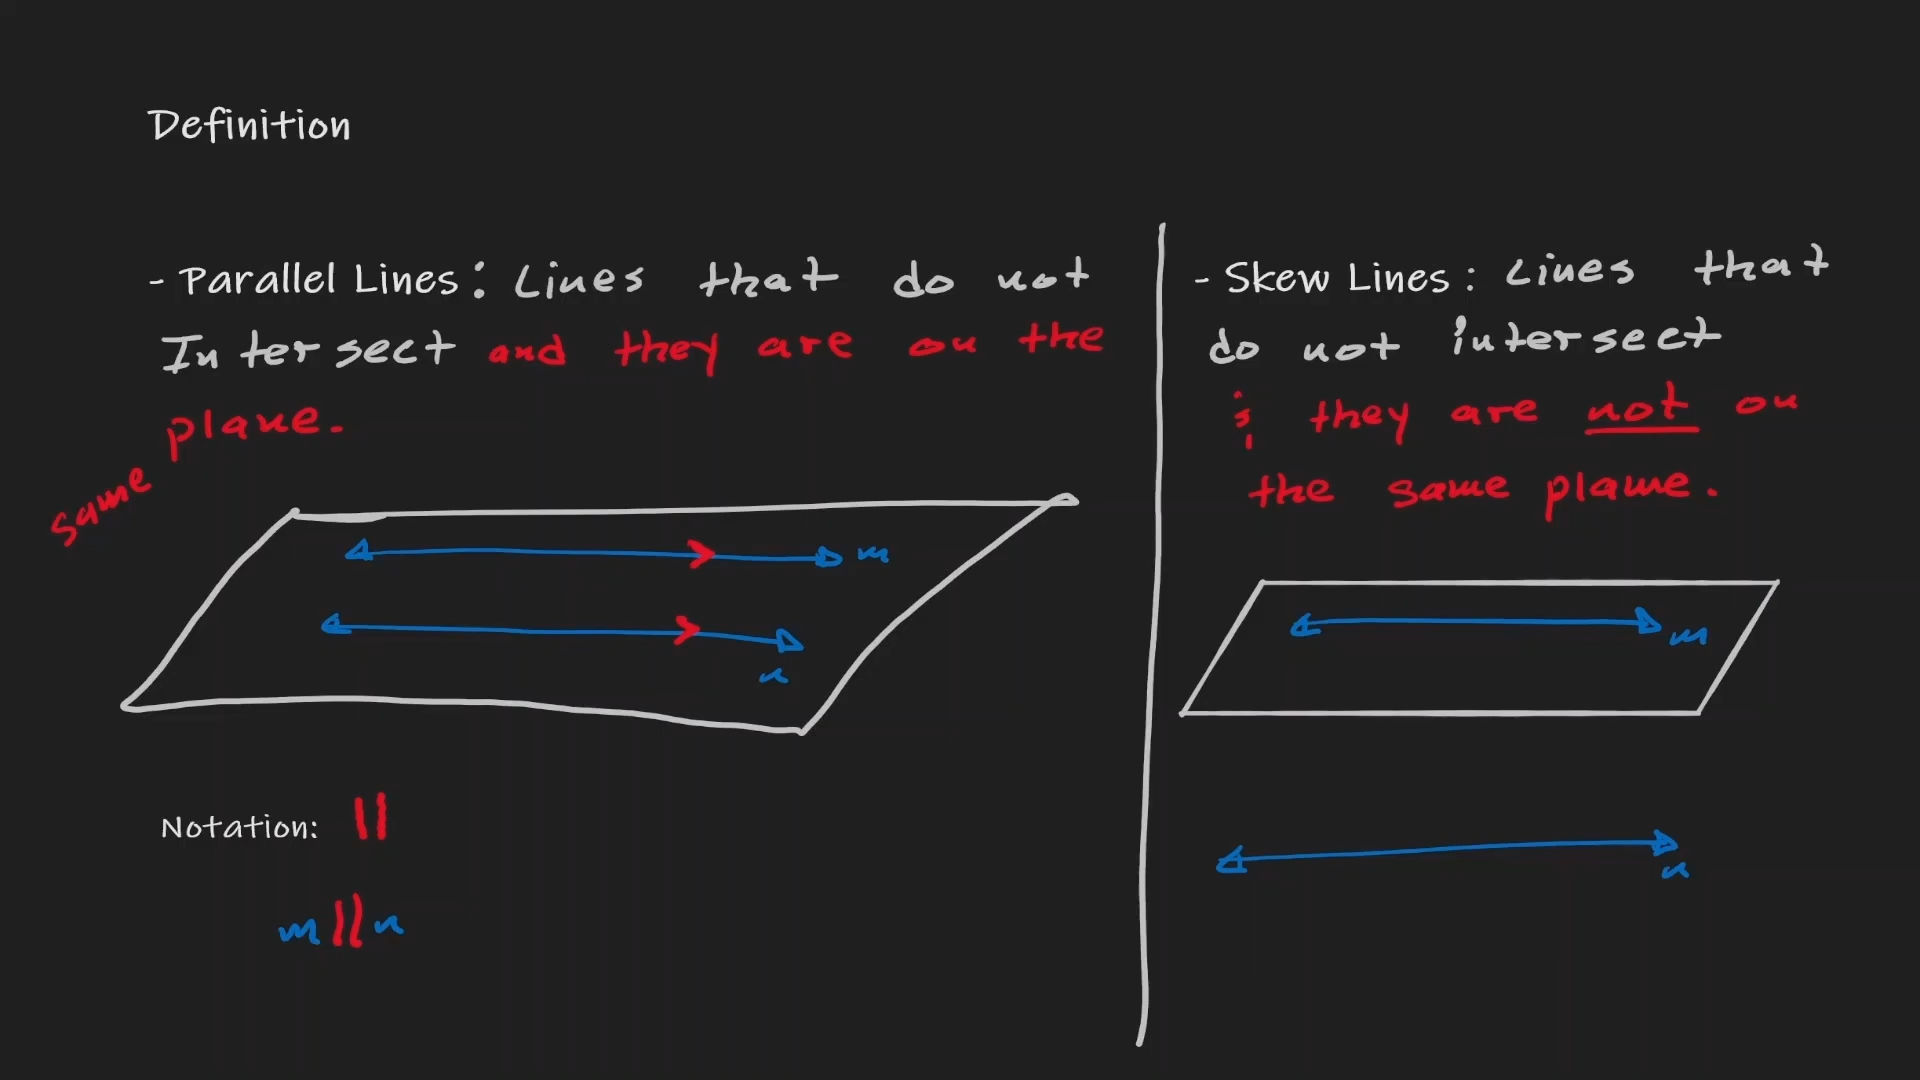 Definition
- Parallel Lines : Lines that do not
Intersect and they are on the
same plane.
m
n
Notation: ||
m || n
- Skew Lines : Lines that
do not intersect
& they are not on
the same plane.
m
n